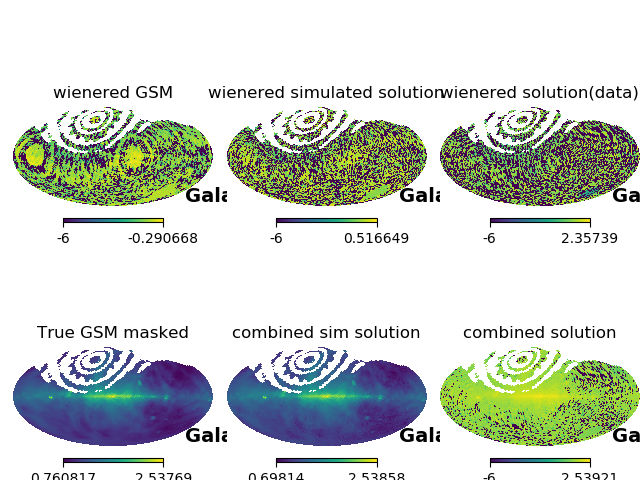 wienered GSM
wienered simulated solution
wienered solution(data)
Gala
Gala
Ga
-6 -0.290668
-6 0.516649
-6 2.35739
True GSM masked
combined sim solution
combined solution
Gala
Gala
Ga
0.760817 2.53769
0.69814 2.53858
-6 2.53921